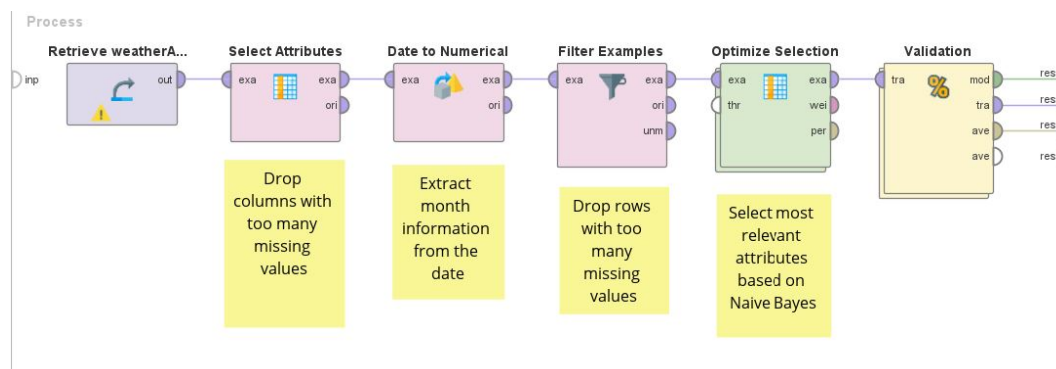 Process
Retrieve weatherA...
Select Attributes
Date to Numerical
Filter Examples
Optimize Selection
Validation
inp
out
exa
exa
ori
exa
exa
ori
exa
exa
ori
unm
exa
exa
thr
wei
per
tra
mod
tra
ave
ave
res
res
res
res
%
Drop
columns with
too many
missing
values
Extract
month
information
from the
date
Drop rows
with too
many
missing
values
Select most
relevant
attributes
based on
Naive Bayes